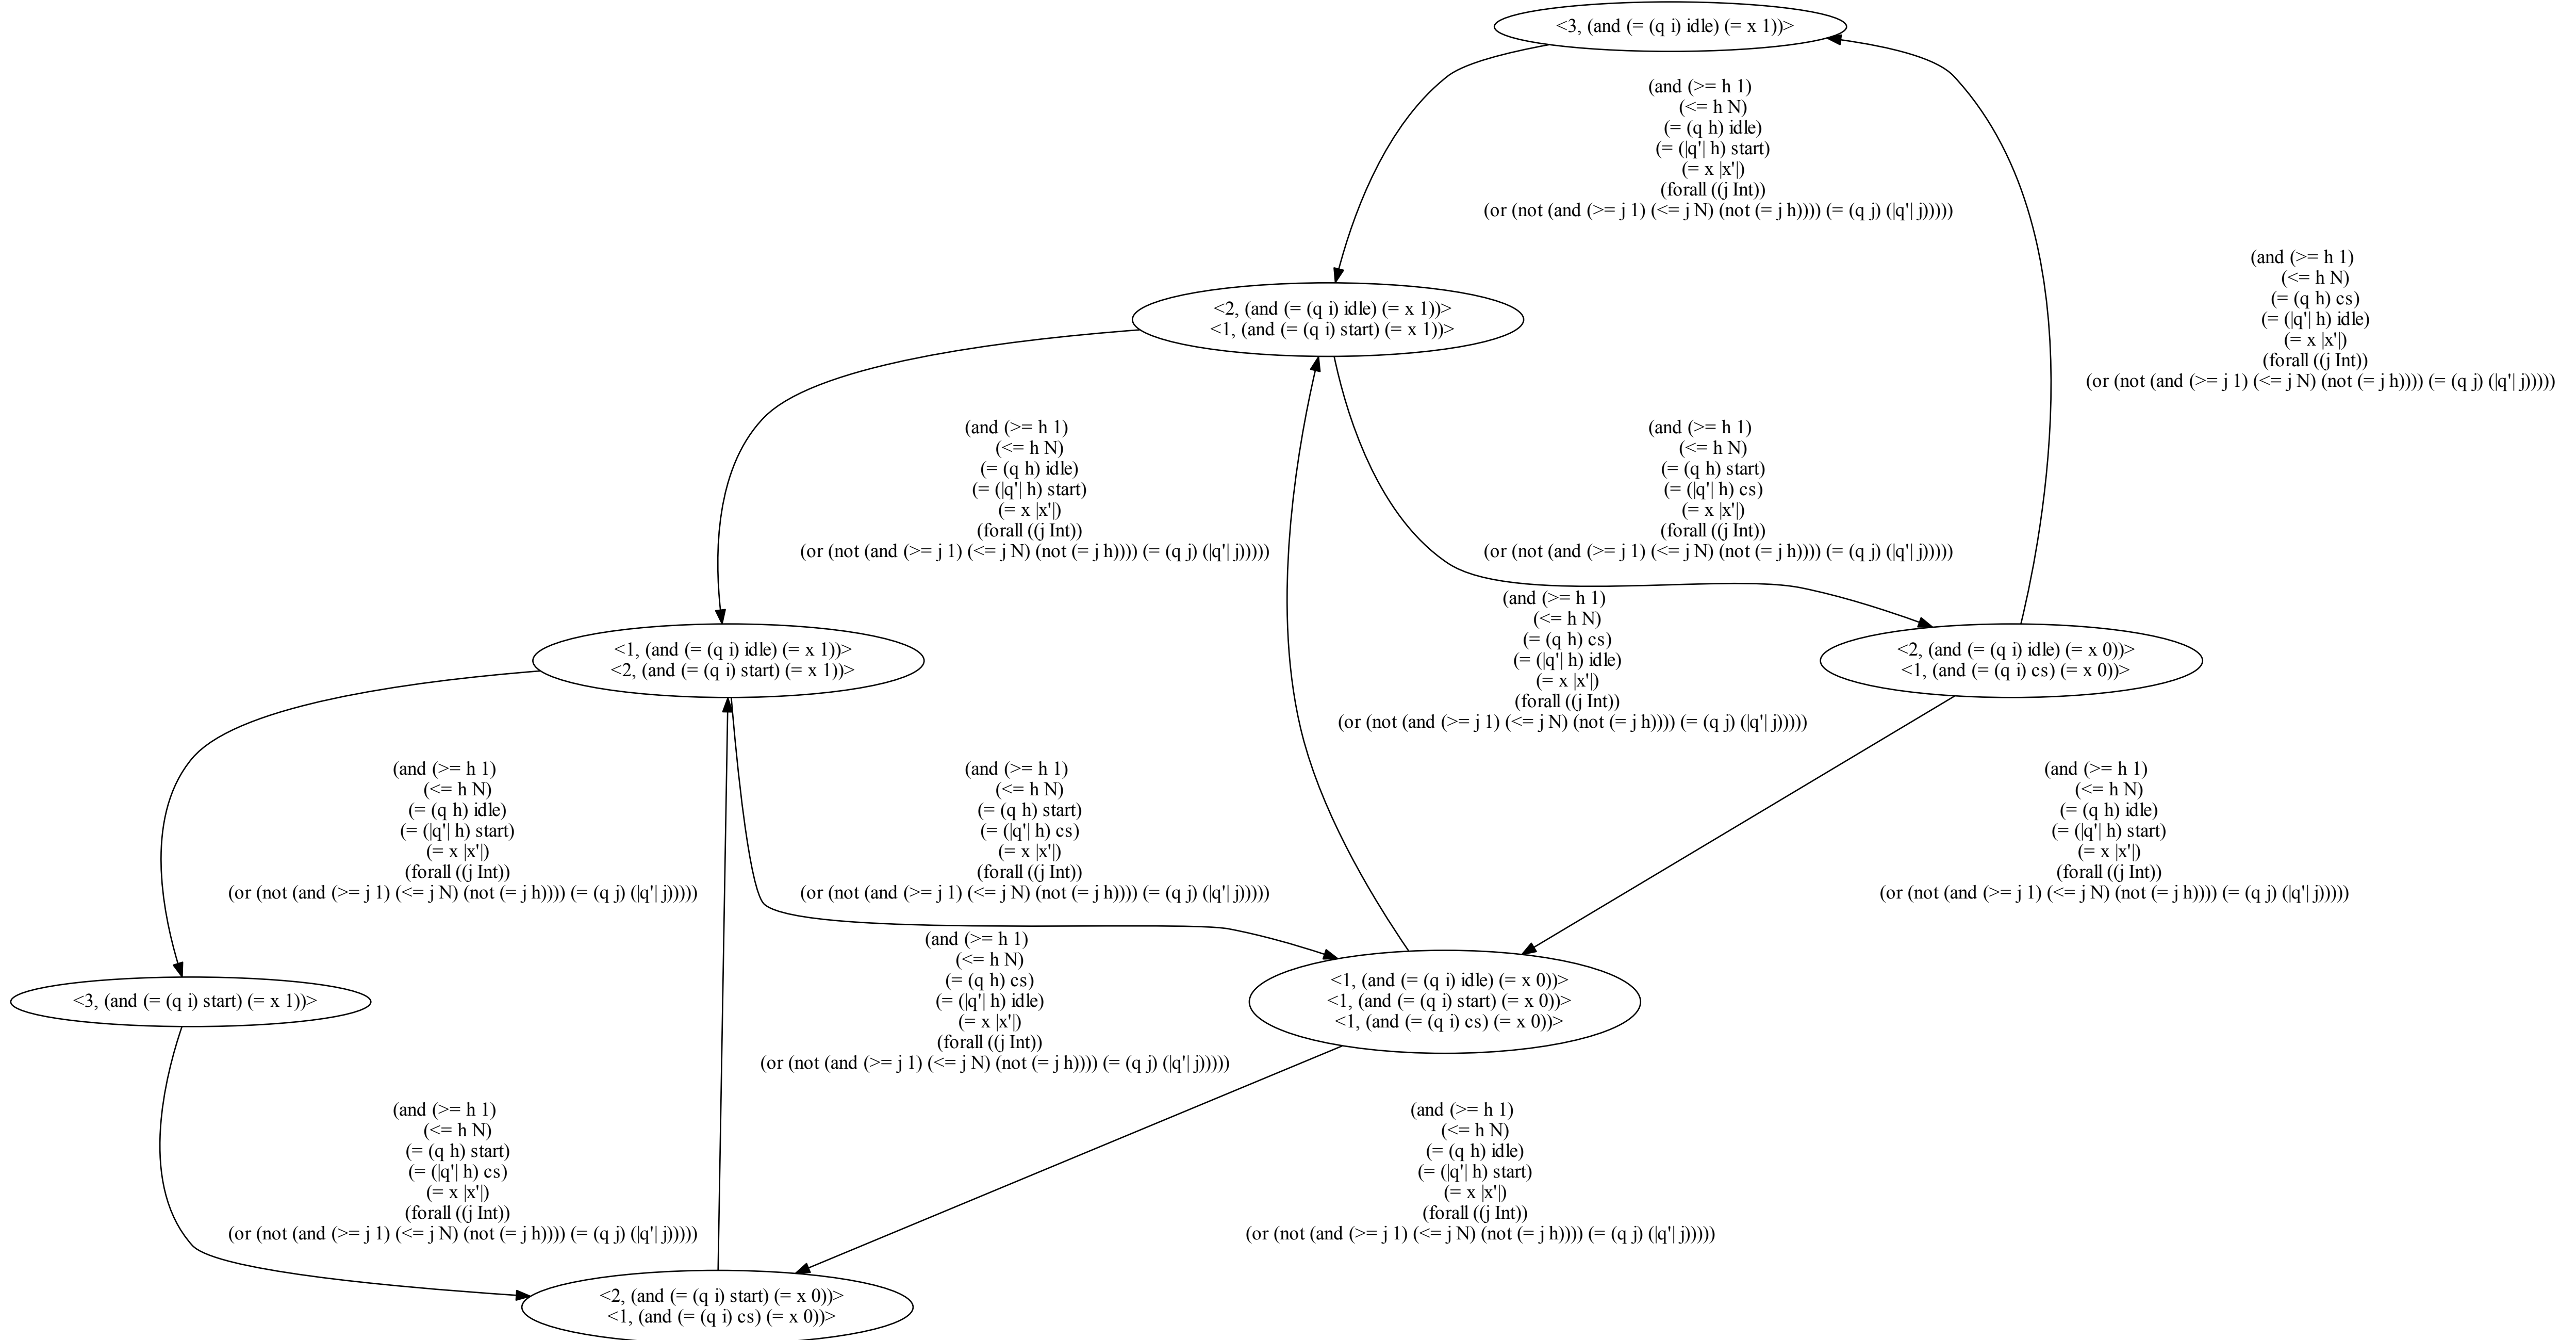 <3, (and (= (q i) idle) (= x 1))>
(and (>= h 1)
(<= h N)
(= (q h) idle)
(= (|q'| h) start)
(= x |x'|)
(forall ((j Int))
(or (not (and (>= j 1) (<= j N) (not (= j h)))) (= (q j) (|q'| j)))))
(and (>= h 1)
(<= h N)
(= (q h) cs)
(= (|q'| h) idle)
(= x |x'|)
(forall ((j Int))
(or (not (and (>= j 1) (<= j N) (not (= j h)))) (= (q j) (|q'| j)))))
<2, (and (= (q i) idle) (= x 1))>
<1, (and (= (q i) start) (= x 1))>
(and (>= h 1)
(<= h N)
(= (q h) idle)
(= (|q'| h) start)
(= x |x'|)
(forall ((j Int))
(or (not (and (>= j 1) (<= j N) (not (= j h)))) (= (q j) (|q'| j)))))
(and (>= h 1)
(<= h N)
(= (q h) start)
(= (|q'| h) cs)
(= x |x'|)
(forall ((j Int))
(or (not (and (>= j 1) (<= j N) (not (= j h)))) (= (q j) (|q'| j)))))
(and (>= h 1)
(<= h N)
(= (q h) cs)
(= (|q'| h) idle)
(= x |x'|)
(forall ((j Int))
(or (not (and (>= j 1) (<= j N) (not (= j h)))) (= (q j) (|q'| j)))))
<1, (and (= (q i) idle) (= x 1))>
<2, (and (= (q i) start) (= x 1))>
<2, (and (= (q i) idle) (= x 0))>
<1, (and (= (q i) cs) (= x 0))>
(and (>= h 1)
(<= h N)
(= (q h) idle)
(= (|q'| h) start)
(= x |x'|)
(forall ((j Int))
(or (not (and (>= j 1) (<= j N) (not (= j h)))) (= (q j) (|q'| j)))))
(and (>= h 1)
(<= h N)
(= (q h) start)
(= (|q'| h) cs)
(= x |x'|)
(forall ((j Int))
(or (not (and (>= j 1) (<= j N) (not (= j h)))) (= (q j) (|q'| j)))))
(and (>= h 1)
(<= h N)
(= (q h) idle)
(= (|q'| h) start)
(= x |x'|)
(forall ((j Int))
(or (not (and (>= j 1) (<= j N) (not (= j h)))) (= (q j) (|q'| j)))))
<3, (and (= (q i) start) (= x 1))>
(and (>= h 1)
(<= h N)
(= (q h) cs)
(= (|q'| h) idle)
(= x |x'|)
(forall ((j Int))
(or (not (and (>= j 1) (<= j N) (not (= j h)))) (= (q j) (|q'| j)))))
<1, (and (= (q i) idle) (= x 0))>
<1, (and (= (q i) start) (= x 0))>
<1, (and (= (q i) cs) (= x 0))>
(and (>= h 1)
(<= h N)
(= (q h) start)
(= (|q'| h) cs)
(= x |x'|)
(forall ((j Int))
(or (not (and (>= j 1) (<= j N) (not (= j h)))) (= (q j) (|q'| j)))))
(and (>= h 1)
(<= h N)
(= (q h) idle)
(= (|q'| h) start)
(= x |x'|)
(forall ((j Int))
(or (not (and (>= j 1) (<= j N) (not (= j h)))) (= (q j) (|q'| j)))))
<2, (and (= (q i) start) (= x 0))>
<1, (and (= (q i) cs) (= x 0))>